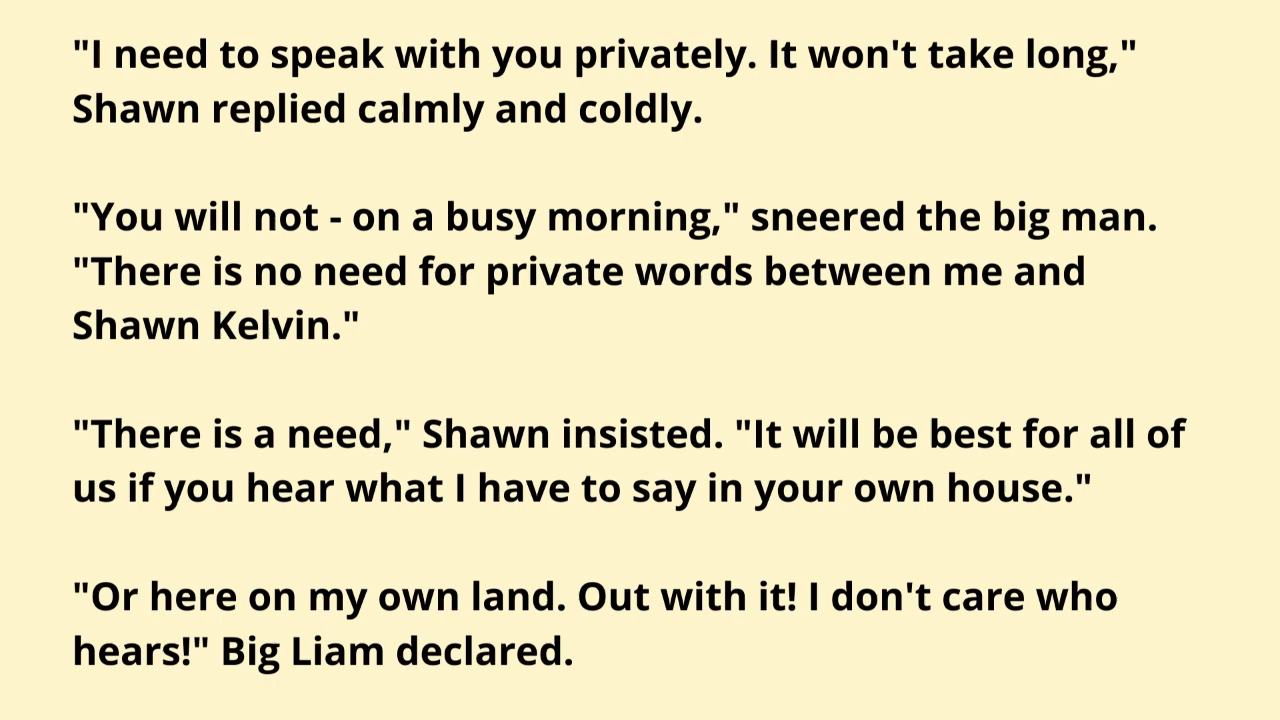 "I need to speak with you privately. It won't take long,"
Shawn replied calmly and coldly.
"You will not - on a busy morning," sneered the big man.
"There is no need for private words between me and
Shawn Kelvin."
"There is a need," Shawn insisted. "It will be best for all of
us if you hear what I have to say in your own house."
"Or here on my own land. Out with it! I don't care who
hears!" Big Liam declared.